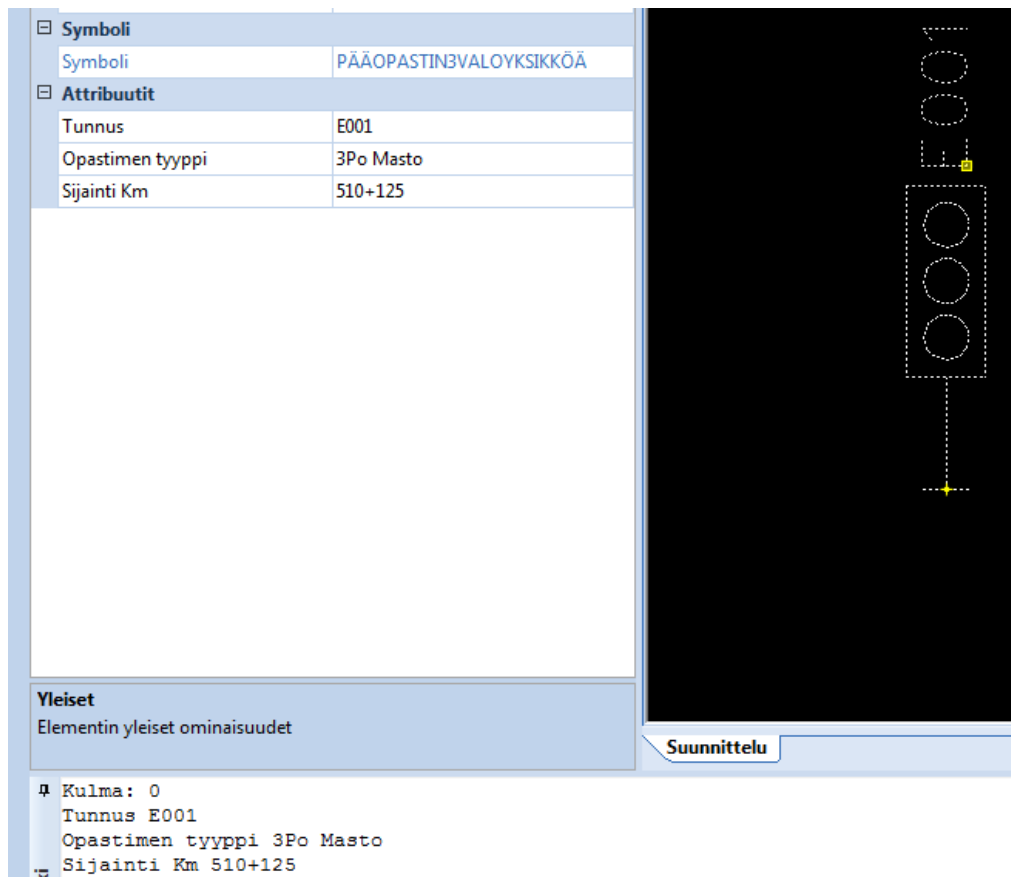 Symboli
Symboli PÄÄOPASTIN3VALOYKSIKKÖÄ
Attribuutit
Tunnus E001
Opastimen tyyppi 3Po Masto
Sijainti Km 510+125
E001
Yleiset
Elementin yleiset ominaisuudet
Suunnittelu
Kulma: 0
Tunnus E001
Opastimen tyyppi 3Po Masto
Sijainti Km 510+125